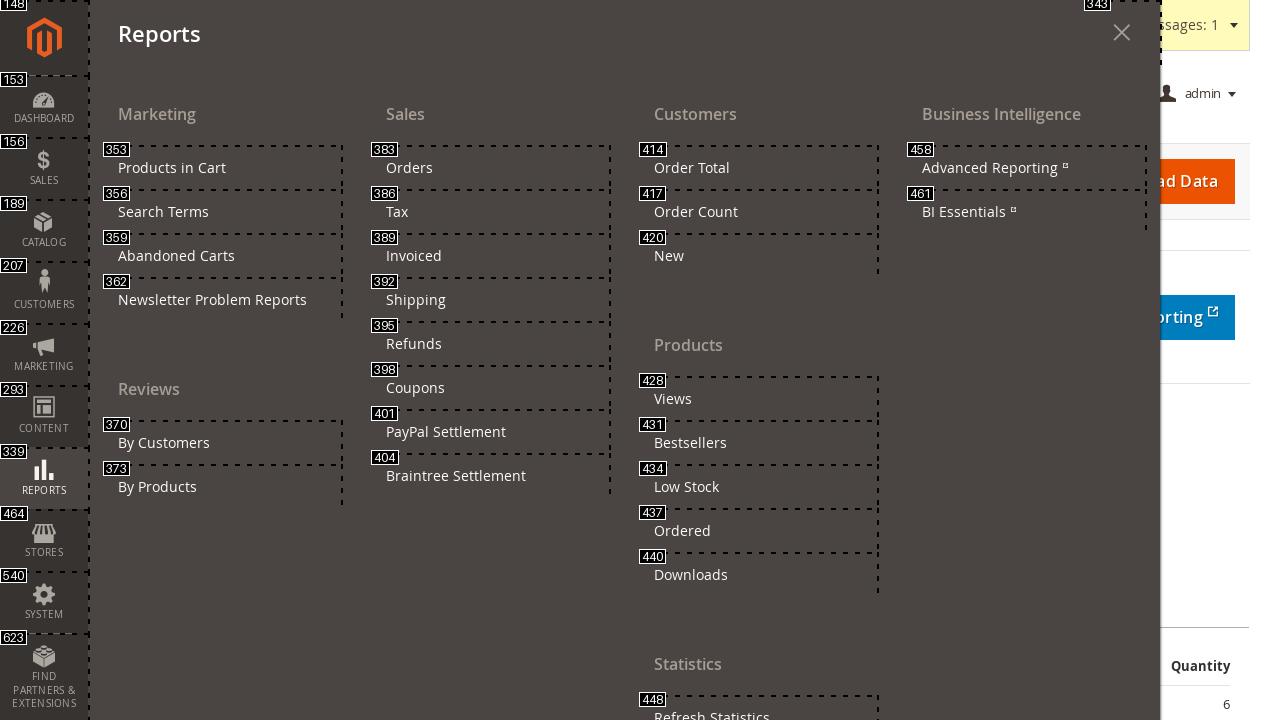 148
153
DASHBOARD
156
SALES
189
CATALOG
207
CUSTOMERS
226
MARKETING
293
CONTENT
339
REPORTS
464
STORES
540
SYSTEM
623
FIND
PARTNERS &
EXTENSIONS
Reports
343
Marketing
353
Products in Cart
356
Search Terms
359
Abandoned Carts
362
Newsletter Problem Reports
Reviews
370
By Customers
373
By Products
Sales
383
Orders
386
Tax
389
Invoiced
392
Shipping
395
Refunds
398
Coupons
401
PayPal Settlement
404
Braintree Settlement
Customers
414
Order Total
417
Order Count
420
New
Products
428
Views
431
Bestsellers
434
Low Stock
437
Ordered
440
Downloads
Statistics
448
Refresh Statistics
Business Intelligence
458
Advanced Reporting
461
BI Essentials
ssages: 1
admin
ad Data
orting
Quantity
6